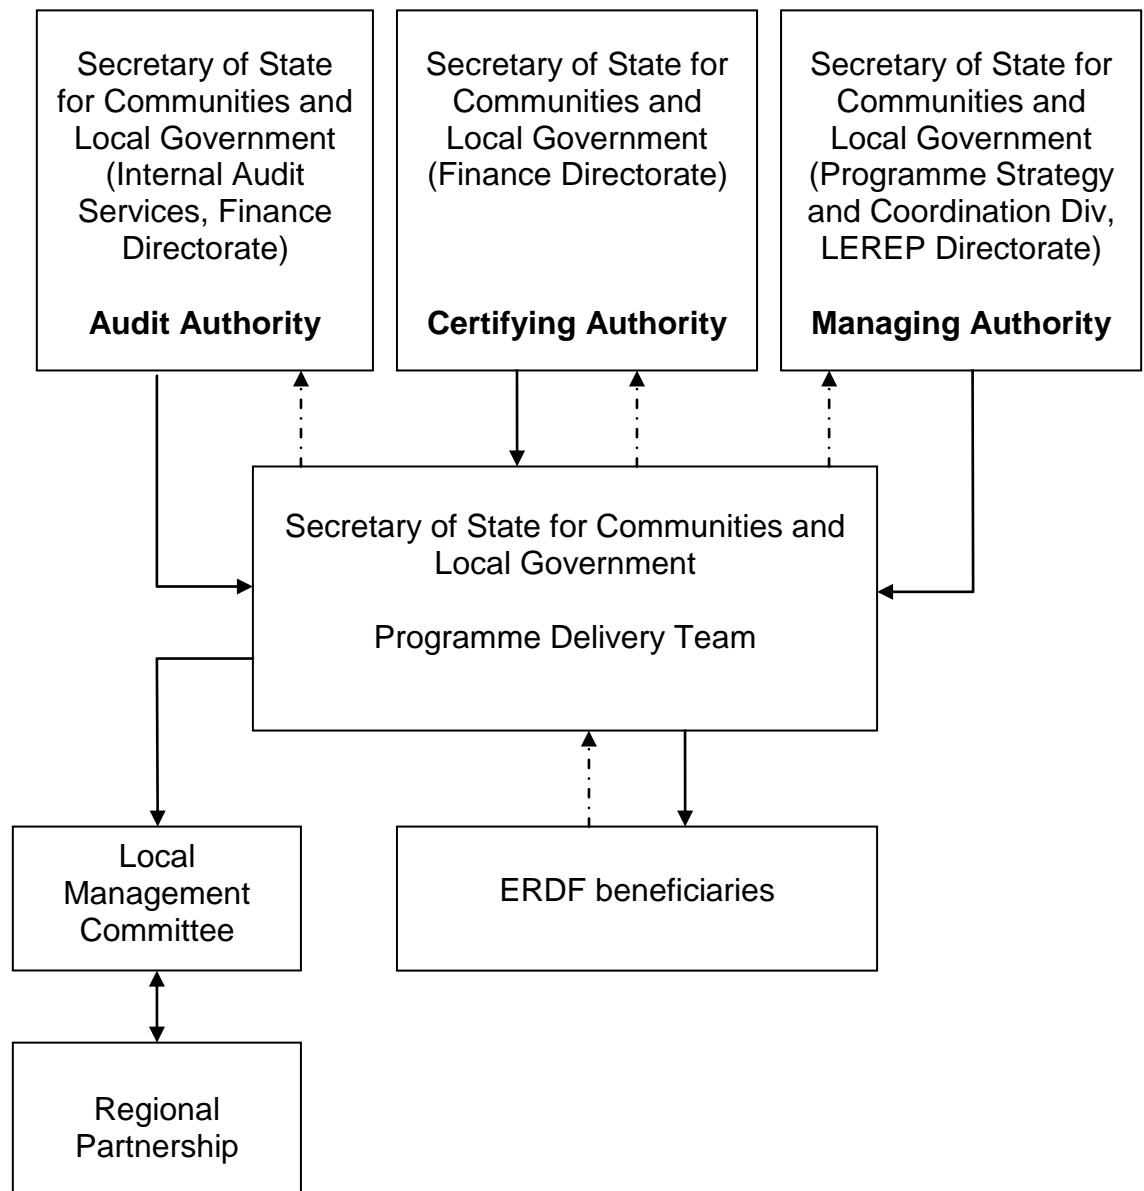 Secretary of State
for Communities and
Local Government
(Internal Audit
Services, Finance
Directorate)
Audit Authority
Secretary of State for
Communities and
Local Government
(Finance Directorate)
Certifying Authority
Secretary of State for
Communities and
Local Government
(Programme Strategy
and Coordination Div,
LEREP Directorate)
Managing Authority
Secretary of State for Communities and
Local Government
Programme Delivery Team
Local
Management
Committee
ERDF beneficiaries
Regional
Partnership